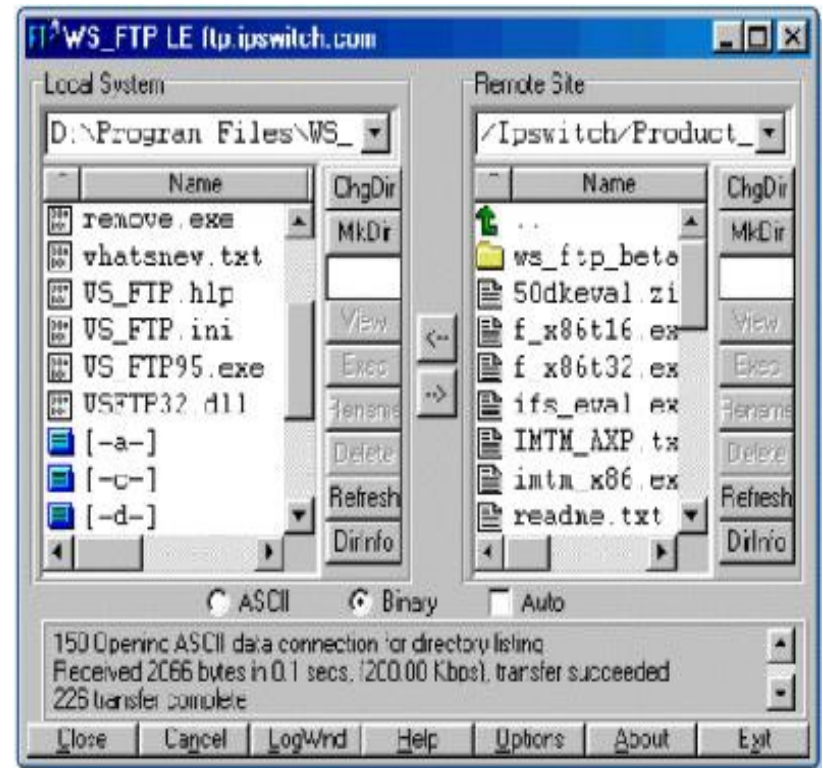 WS_FTP LE ftp.ipswitch.com
Local System
Remote Site
D:\Program Files\WS_
/Ipswitch/Product_
Name
Name
ChgDir
ChgDir
MkDir
MkDir
View
View
Exec
Exec
Rename
Rename
Delete
Delete
Refresh
Refresh
DirInfo
DirInfo
remove.exe
whatsnew.txt
WS_FTP.hlp
WS_FTP.ini
WS_FTP95.exe
WSFTP32.dll
[-a-]
[-c-]
[-d-]
<--
-->
..
ws_ftp_beta
50dkeval.zi
f_x86t16.ex
f_x86t32.ex
ifs_eval.ex
IMTM_AXP.tx
imtm_x86.ex
readme.txt
ASCII Binary Auto
150 Opening ASCII data connection for directory listing
Received 2066 bytes in 0.1 secs, (200.00 Kbps), transfer succeeded
226 transfer complete
Close Cancel LogWnd Help Options About Exit